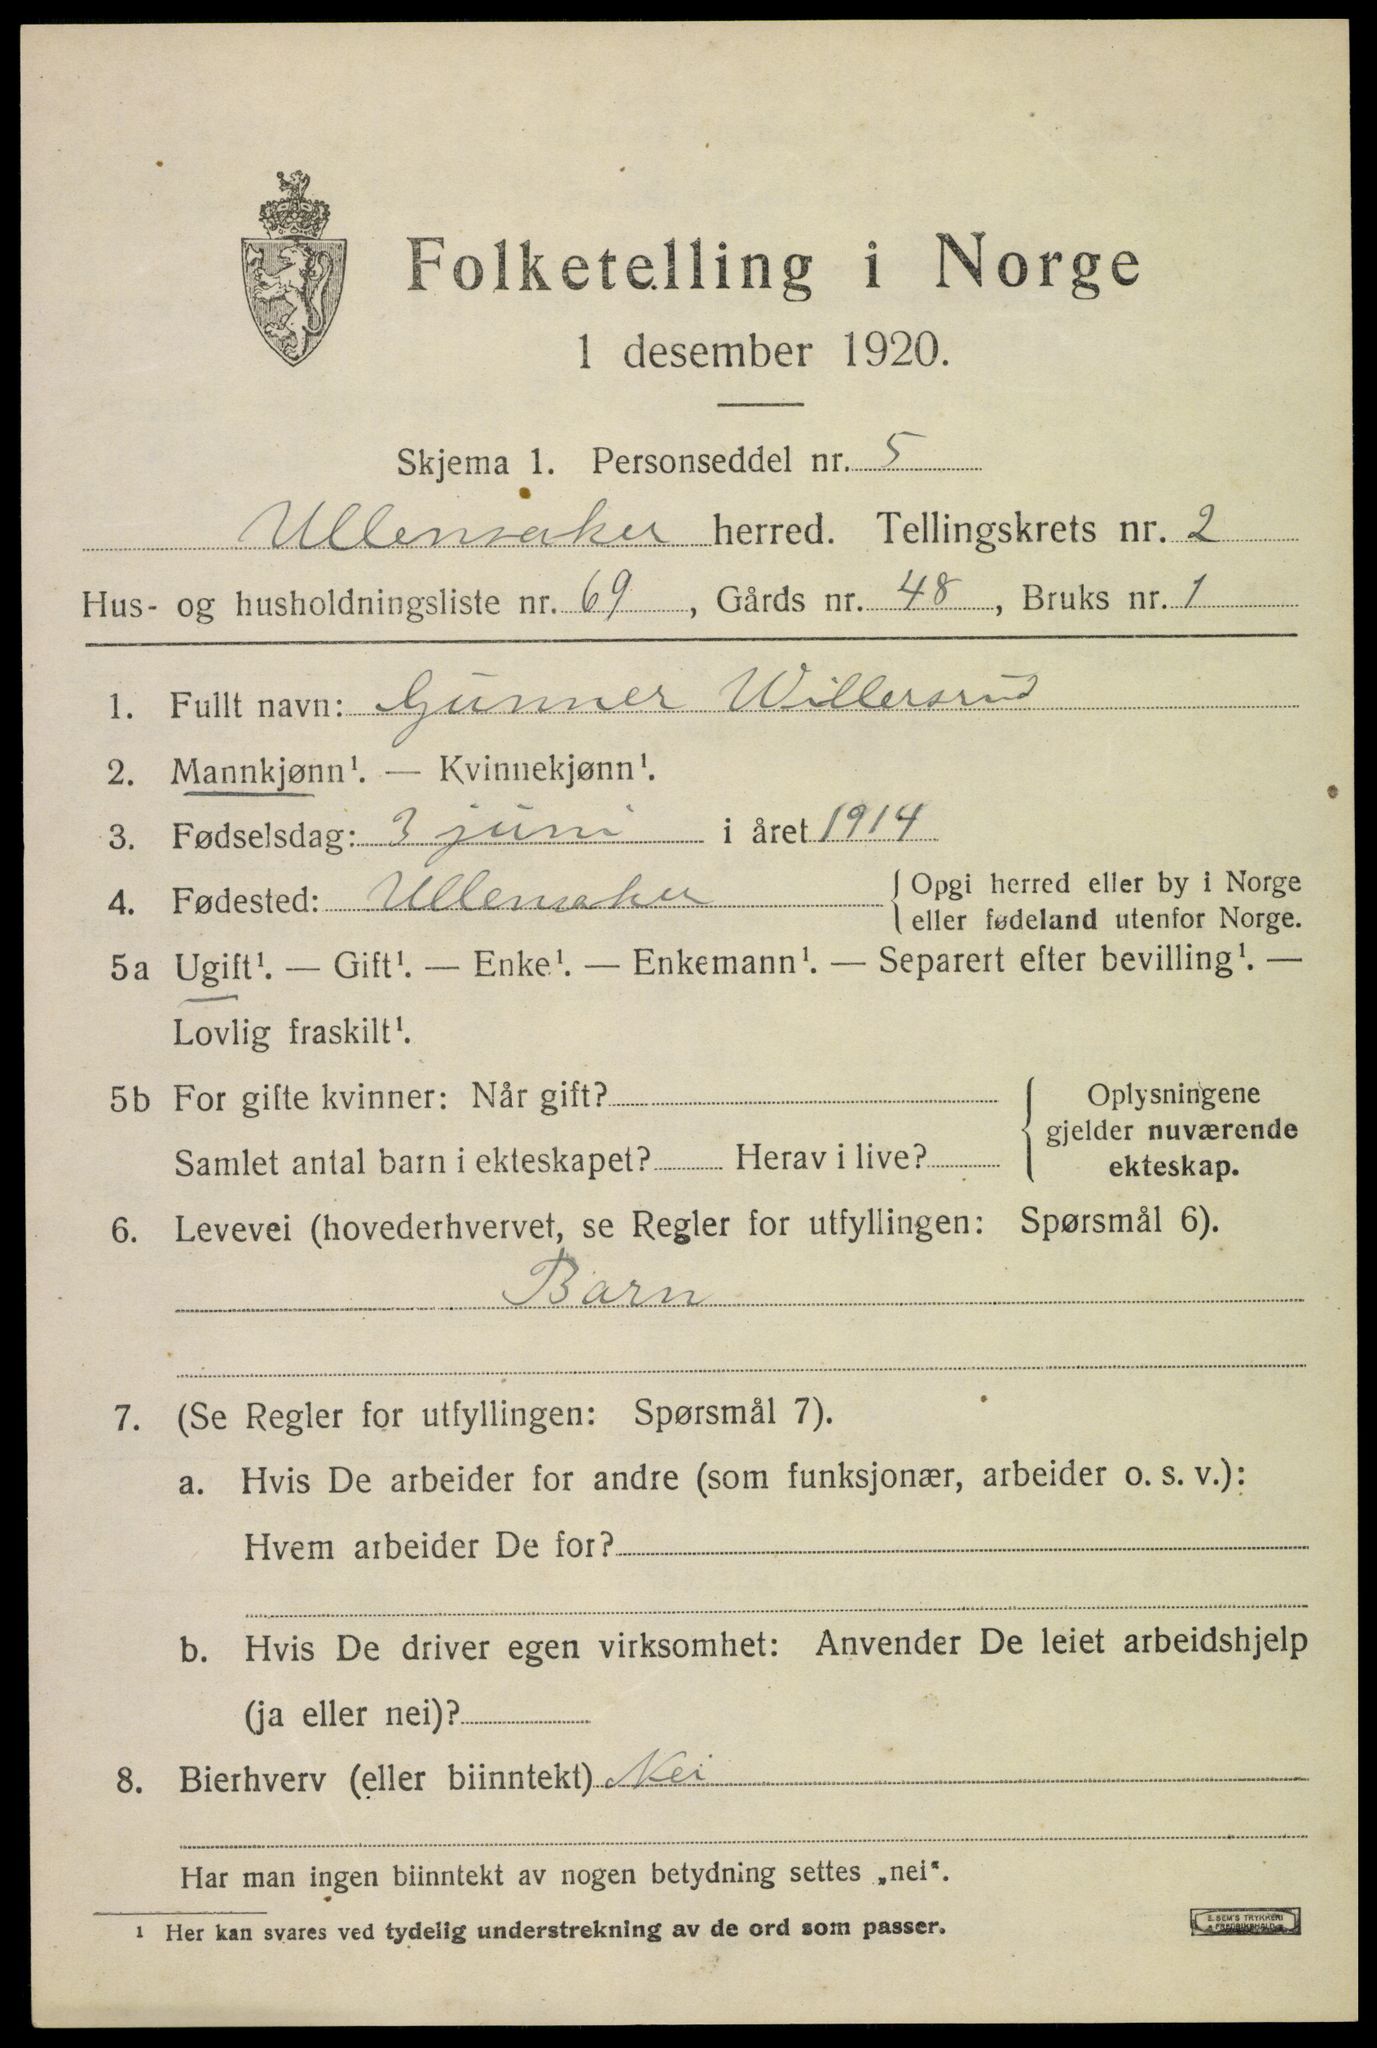 Folketelling i Norge
1 desember 1920.
Skjema 1. Personseddel nr. 5
Ullensaker herred. Tellingskrets nr. 2
Hus- og husholdningsliste nr. 69, Gårds nr. 48, Bruks nr. 1
1. Fullt navn: Gunner Willersrud
2. Mannkjønn¹. — Kvinnekjønn¹.
3. Fødselsdag: 3 juni i året 1914
4. Fødested: Ullensaker { Opgi herred eller by i Norge
eller fødeland utenfor Norge.
5a Ugift¹. — Gift¹. — Enke¹. — Enkemann¹. — Separert efter bevilling¹. —
Lovlig fraskilt¹.
5b For gifte kvinner: Når gift? { Oplysningene
gjelder nuværende
Samlet antal barn i ekteskapet? Herav i live? ekteskap.
6. Levevei (hovederhvervet, se Regler for utfyllingen: Spørsmål 6).
Barn
7. (Se Regler for utfyllingen: Spørsmål 7).
a. Hvis De arbeider for andre (som funksjonær, arbeider o. s. v.):
Hvem arbeider De for?
b. Hvis De driver egen virksomhet: Anvender De leiet arbeidshjelp
(ja eller nei)?
8. Bierhverv (eller biinntekt) Nei
Har man ingen biinntekt av nogen betydning settes „nei".
¹ Her kan svares ved tydelig understrekning av de ord som passer.
E. SEM'S TRYKKERI
FREDRIKSHALD